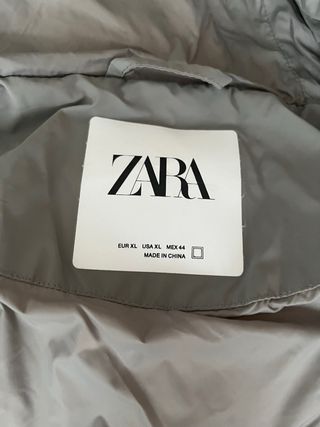 ZARA
EUR XL USA XL MEX 44
MADE IN CHINA